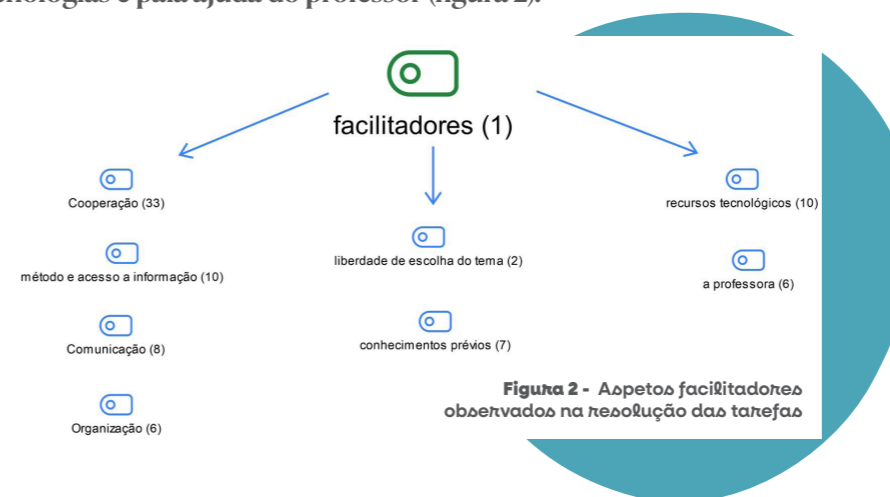 facilitadores (1)
Cooperação (33)
método e acesso a informação (10)
Comunicação (8)
Organização (6)
liberdade de escolha do tema (2)
conhecimentos prévios (7)
recursos tecnológicos (10)
a professora (6)
Figura 2 - Aspetos facilitadores
observados na resolução das tarefas